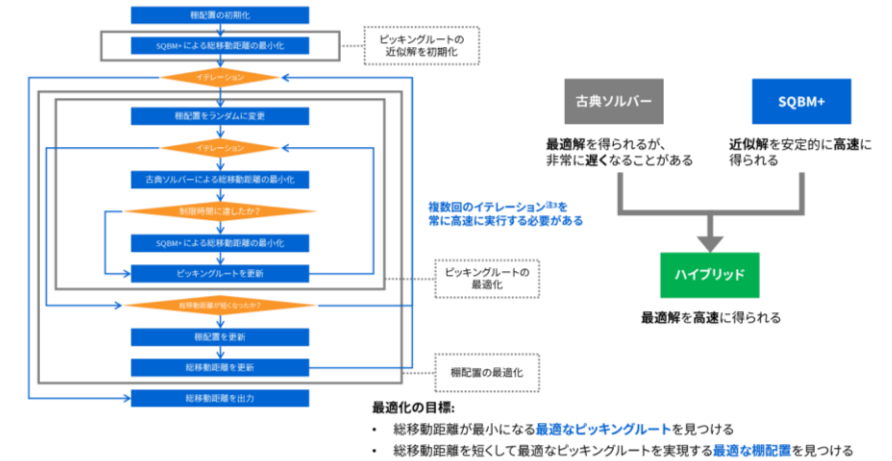 棚配置の初期化
SQBM+による総移動距離の最小化
ピッキングルートの
近似解を初期化
イテレーション
棚配置をランダムに変更
イテレーション
古典ソルバーによる総移動距離の最小化
制限時間に達したか？
SQBM+による総移動距離の最小化
ピッキングルートを更新
複数回のイテレーション注3を
常に高速に実行する必要がある
ピッキングルートの
最適化
総移動距離が短くなったか？
棚配置を更新
総移動距離を更新
棚配置の最適化
総移動距離を出力
古典ソルバー
SQBM+
最適解を得られるが、
非常に遅くなることがある
近似解を安定的に高速に
得られる
ハイブリッド
最適解を高速に得られる
最適化の目標:
• 総移動距離が最小になる最適なピッキングルートを見つける
• 総移動距離を短くして最適なピッキングルートを実現する最適な棚配置を見つける